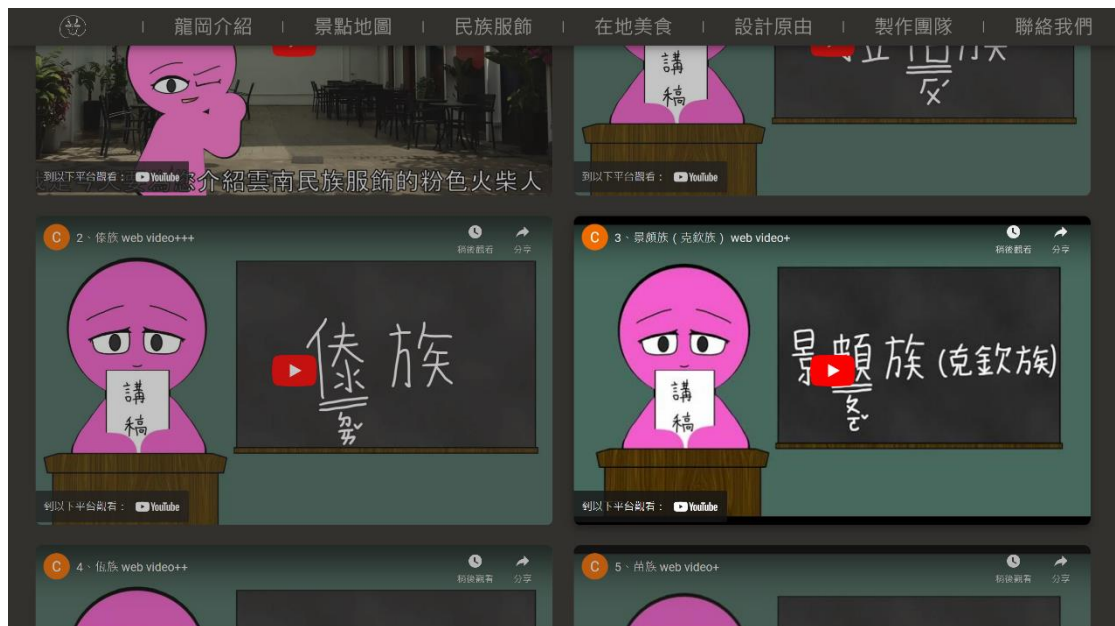 龍岡介紹 | 景點地圖 | 民族服飾 | 在地美食 | 設計原由 | 製作團隊 | 聯絡我們
介紹雲南民族服飾的粉色火柴人
到以下平台觀看： YouTube
講
稿
ㄨˊ
到以下平台觀看： YouTube
C 2、傣族 web video+++
稍後觀看 分享
講
稿
傣族
ㄉㄞˇ
到以下平台觀看： YouTube
C 3、景頗族（克欽族） web video+
稍後觀看 分享
講
稿
景頗族(克欽族)
ㄆㄛˇ
到以下平台觀看： YouTube
C 4、佤族 web video++
稍後觀看 分享
C 5、苗族 web video+
稍後觀看 分享